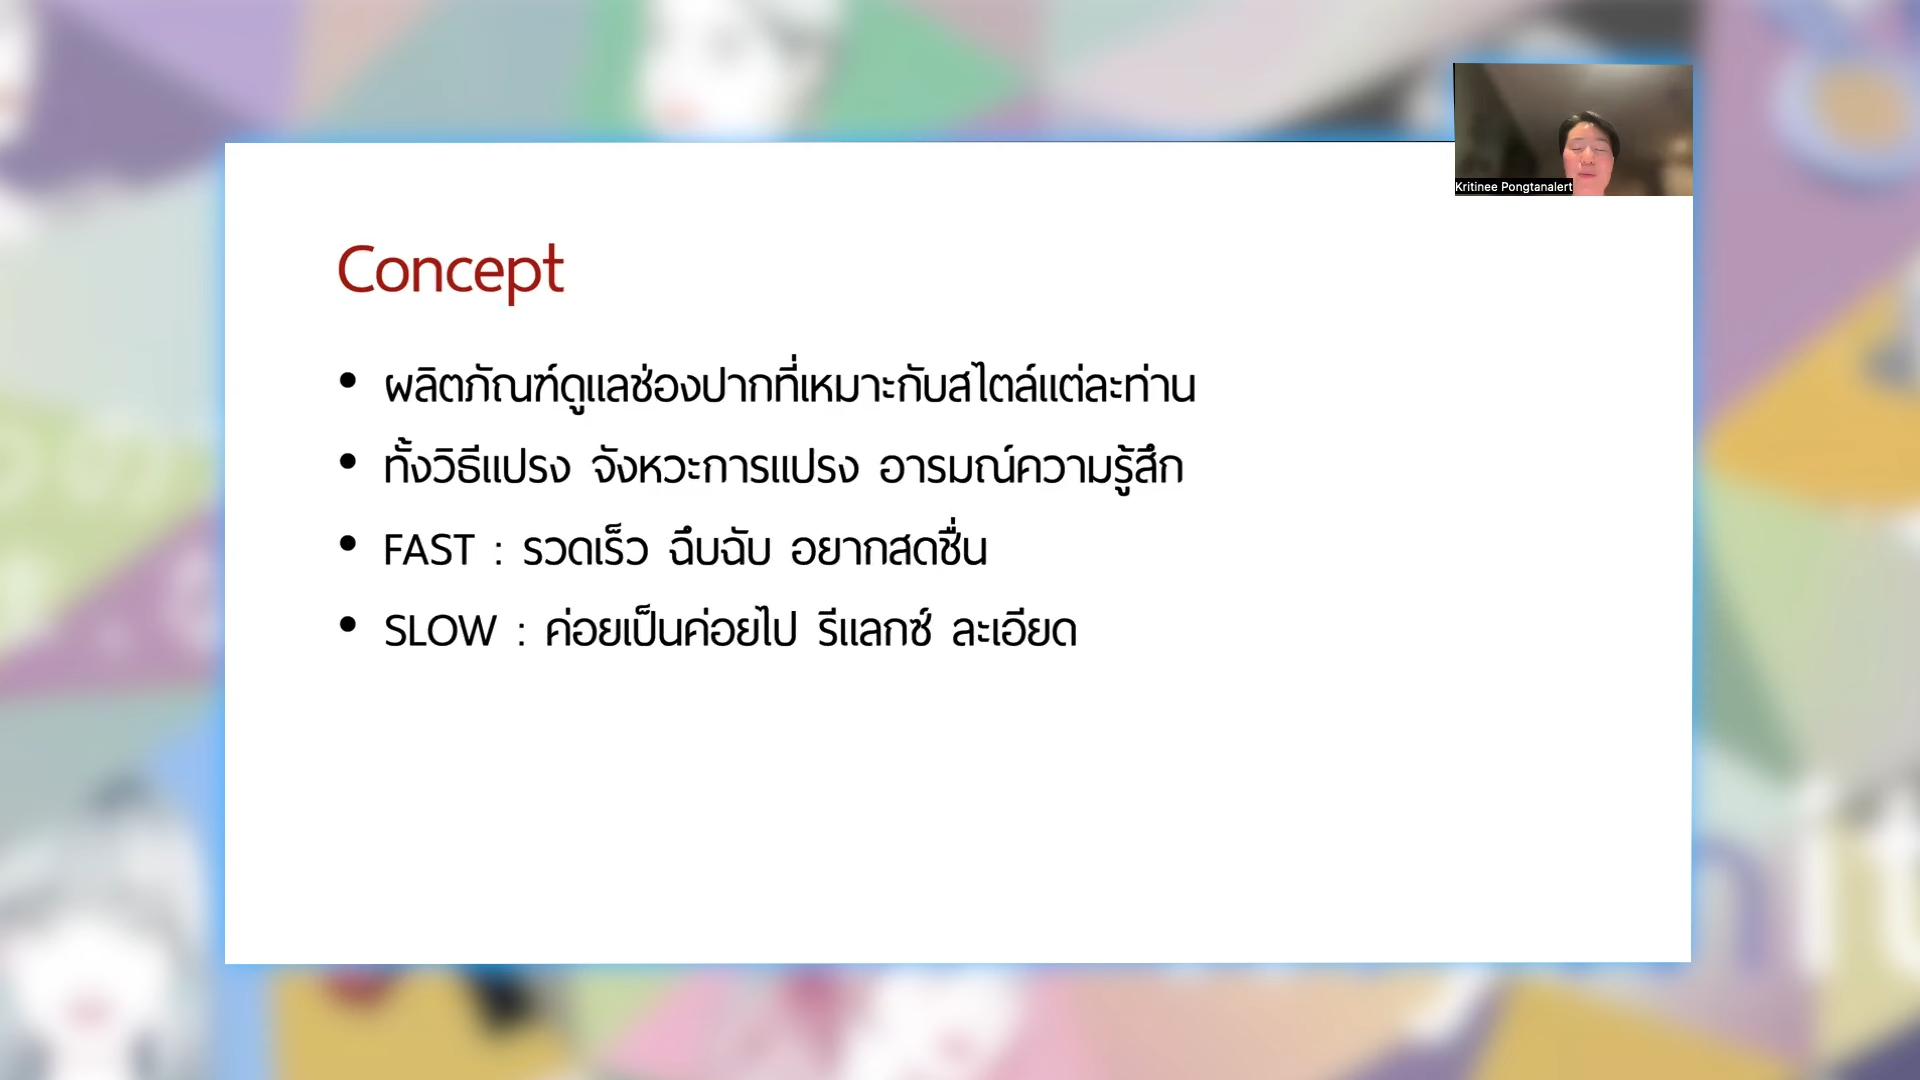 Kritinee Pongtanalert
Concept
• ผลิตภัณฑ์ดูแลช่องปากที่เหมาะกับสไตล์แต่ละท่าน
• ทั้งวิธีแปรง จังหวะการแปรง อารมณ์ความรู้สึก
• FAST : รวดเร็ว ฉึบฉับ อยากสดชื่น
• SLOW : ค่อยเป็นค่อยไป รีแลกซ์ ละเอียด